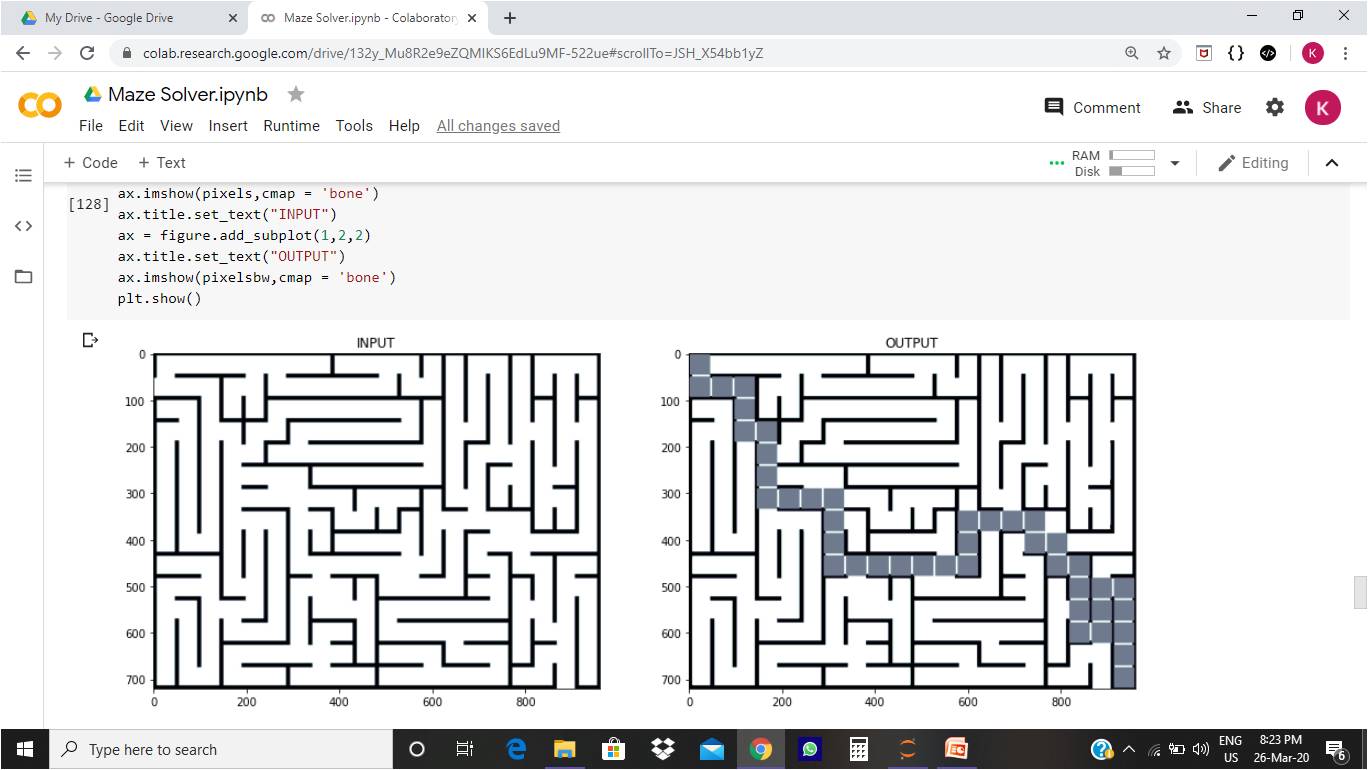 My Drive - Google Drive
Maze Solver.ipynb - Colaboratory
colab.research.google.com/drive/132y_Mu8R2e9eZQMIKS6EdLu9MF-522ue#scrollTo=JSH_X54bb1yZ
K
Maze Solver.ipynb
Comment
Share
K
File Edit View Insert Runtime Tools Help All changes saved
+ Code + Text
RAM
Disk
Editing
[128]
ax.imshow(pixels,cmap = 'bone')
ax.title.set_text("INPUT")
ax = figure.add_subplot(1,2,2)
ax.title.set_text("OUTPUT")
ax.imshow(pixelsbw,cmap = 'bone')
plt.show()
INPUT
0
100
200
300
400
500
600
700
0 200 400 600 800
OUTPUT
0
100
200
300
400
500
600
700
0 200 400 600 800
Type here to search
ENG
US
8:23 PM
26-Mar-20
6